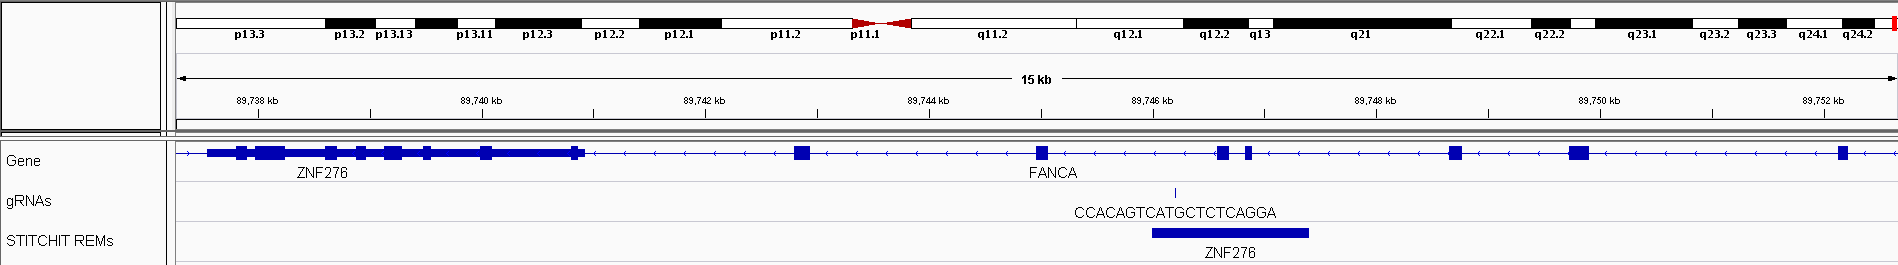 p13.3 p13.2 p13.13 p13.11 p12.3 p12.2 p12.1 p11.2 p11.1 q11.2 q12.1 q12.2 q13 q21 q22.1 q22.2 q23.1 q23.2 q23.3 q24.1 q24.2
15 kb
89,738 kb 89,740 kb 89,742 kb 89,744 kb 89,746 kb 89,748 kb 89,750 kb 89,752 kb
Gene
ZNF276 FANCA
gRNAs
CCACAGTCATGCTCTCAGGA
STITCHIT REMs
ZNF276